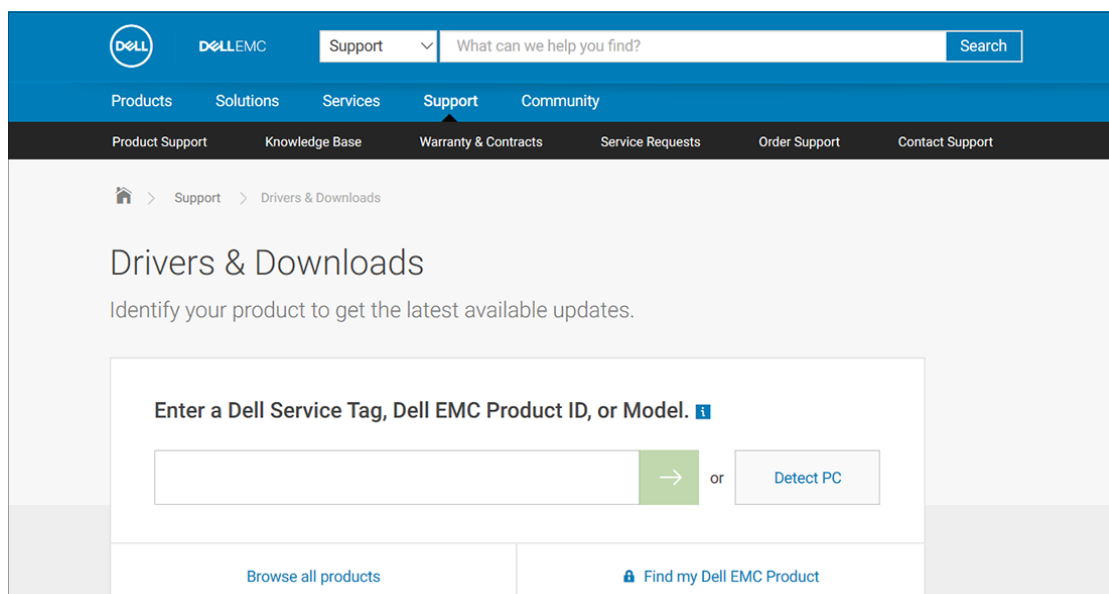 DELL
DELLEMC
Support
What can we help you find?
Search
Products Solutions Services Support Community
Product Support Knowledge Base Warranty & Contracts Service Requests Order Support Contact Support
Support Drivers & Downloads
Drivers & Downloads
Identify your product to get the latest available updates.
Enter a Dell Service Tag, Dell EMC Product ID, or Model. i
or Detect PC
Browse all products Find my Dell EMC Product